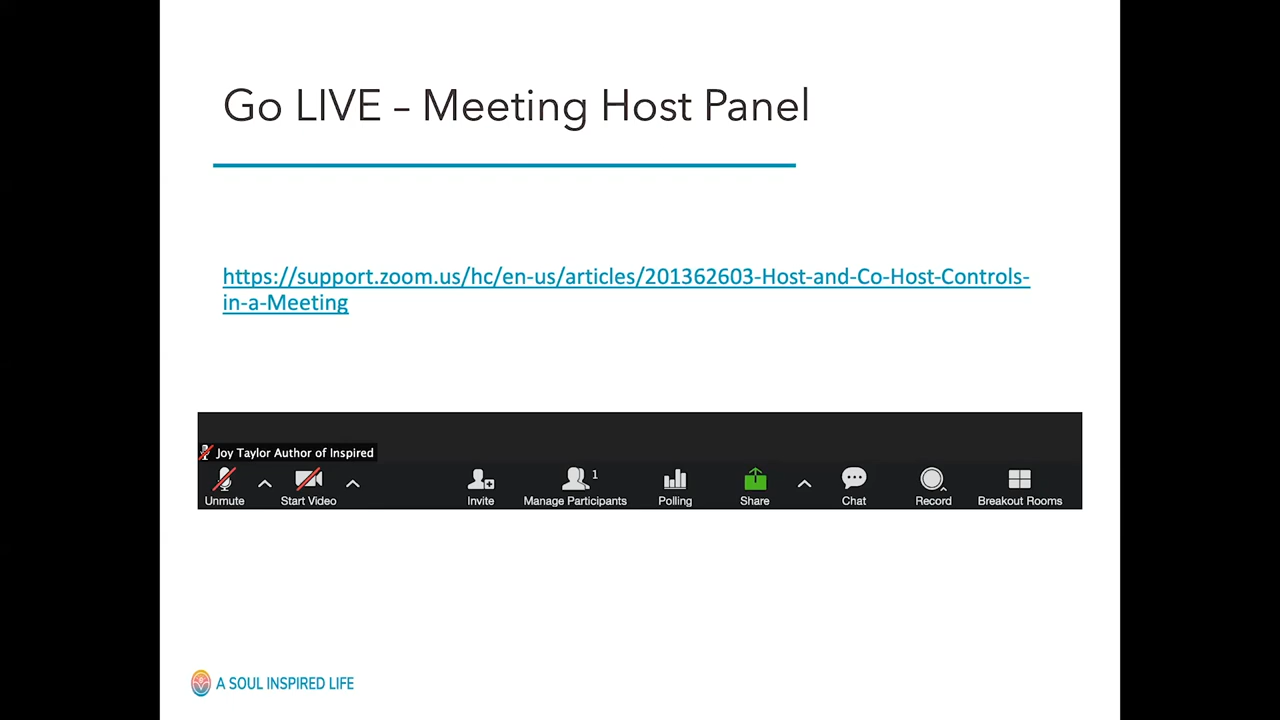 Go LIVE – Meeting Host Panel
https://support.zoom.us/hc/en-us/articles/201362603-Host-and-Co-Host-Controls-
in-a-Meeting
Joy Taylor Author of Inspired
1
Unmute Start Video Invite Manage Participants Polling Share Chat Record Breakout Rooms
A SOUL INSPIRED LIFE